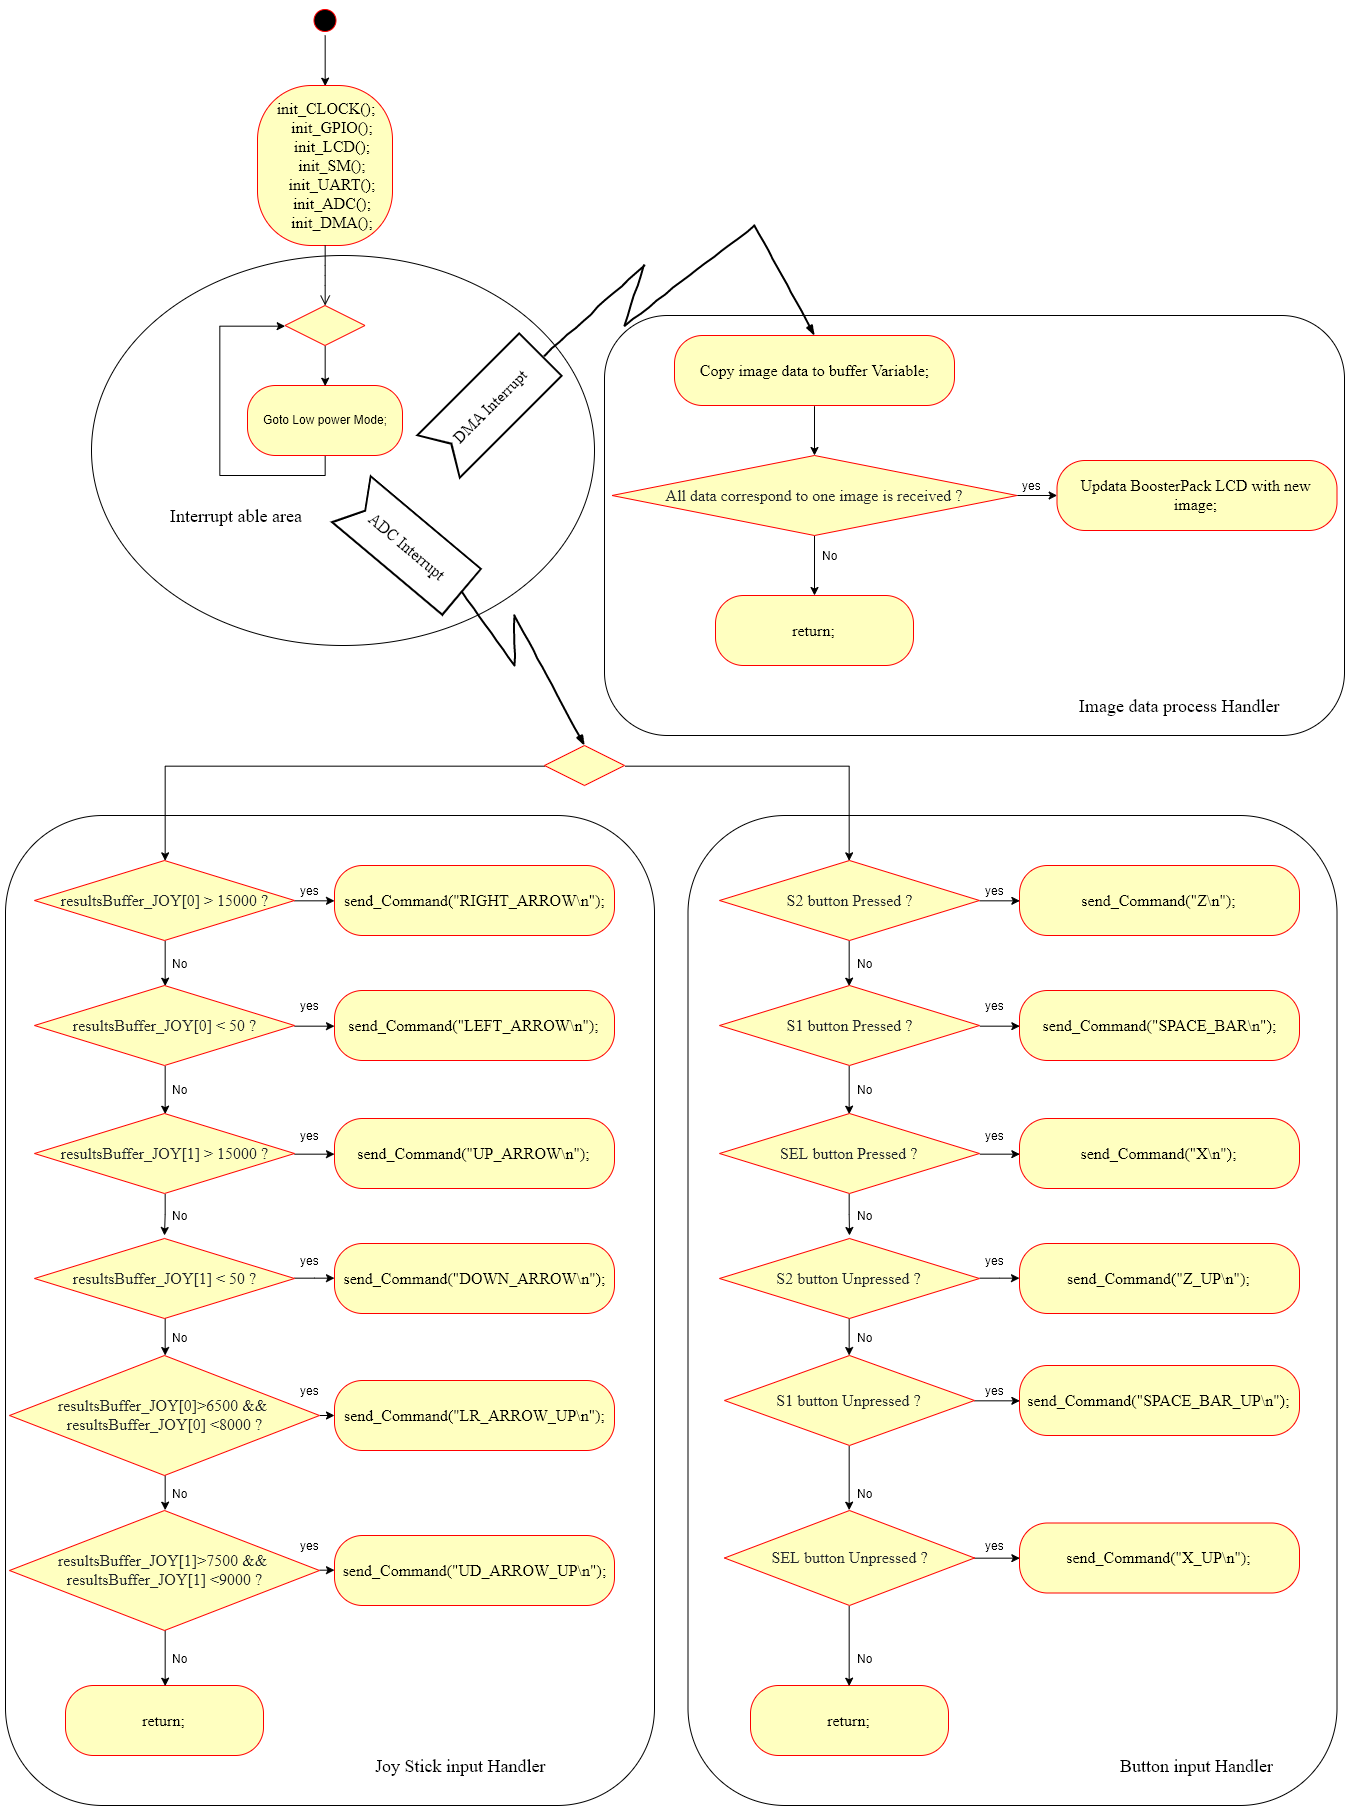 init_CLOCK();
init_GPIO();
init_LCD();
init_SM();
init_UART();
init_ADC();
init_DMA();
Goto Low power Mode;
Interrupt able area
DMA Interrupt
ADC Interrupt
Copy image data to buffer Variable;
All data correspond to one image is received ?
yes
Updata BoosterPack LCD with new
image;
No
return;
Image data process Handler
resultsBuffer_JOY[0] > 15000 ?
yes
send_Command("RIGHT_ARROW\n");
No
resultsBuffer_JOY[0] < 50 ?
yes
send_Command("LEFT_ARROW\n");
No
resultsBuffer_JOY[1] > 15000 ?
yes
send_Command("UP_ARROW\n");
No
resultsBuffer_JOY[1] < 50 ?
yes
send_Command("DOWN_ARROW\n");
No
resultsBuffer_JOY[0]>6500 &&
resultsBuffer_JOY[0] <8000 ?
yes
send_Command("LR_ARROW_UP\n");
No
resultsBuffer_JOY[1]>7500 &&
resultsBuffer_JOY[1] <9000 ?
yes
send_Command("UD_ARROW_UP\n");
No
return;
Joy Stick input Handler
S2 button Pressed ?
yes
send_Command("Z\n");
No
S1 button Pressed ?
yes
send_Command("SPACE_BAR\n");
No
SEL button Pressed ?
yes
send_Command("X\n");
No
S2 button Unpressed ?
yes
send_Command("Z_UP\n");
No
S1 button Unpressed ?
yes
send_Command("SPACE_BAR_UP\n");
No
SEL button Unpressed ?
yes
send_Command("X_UP\n");
No
return;
Button input Handler